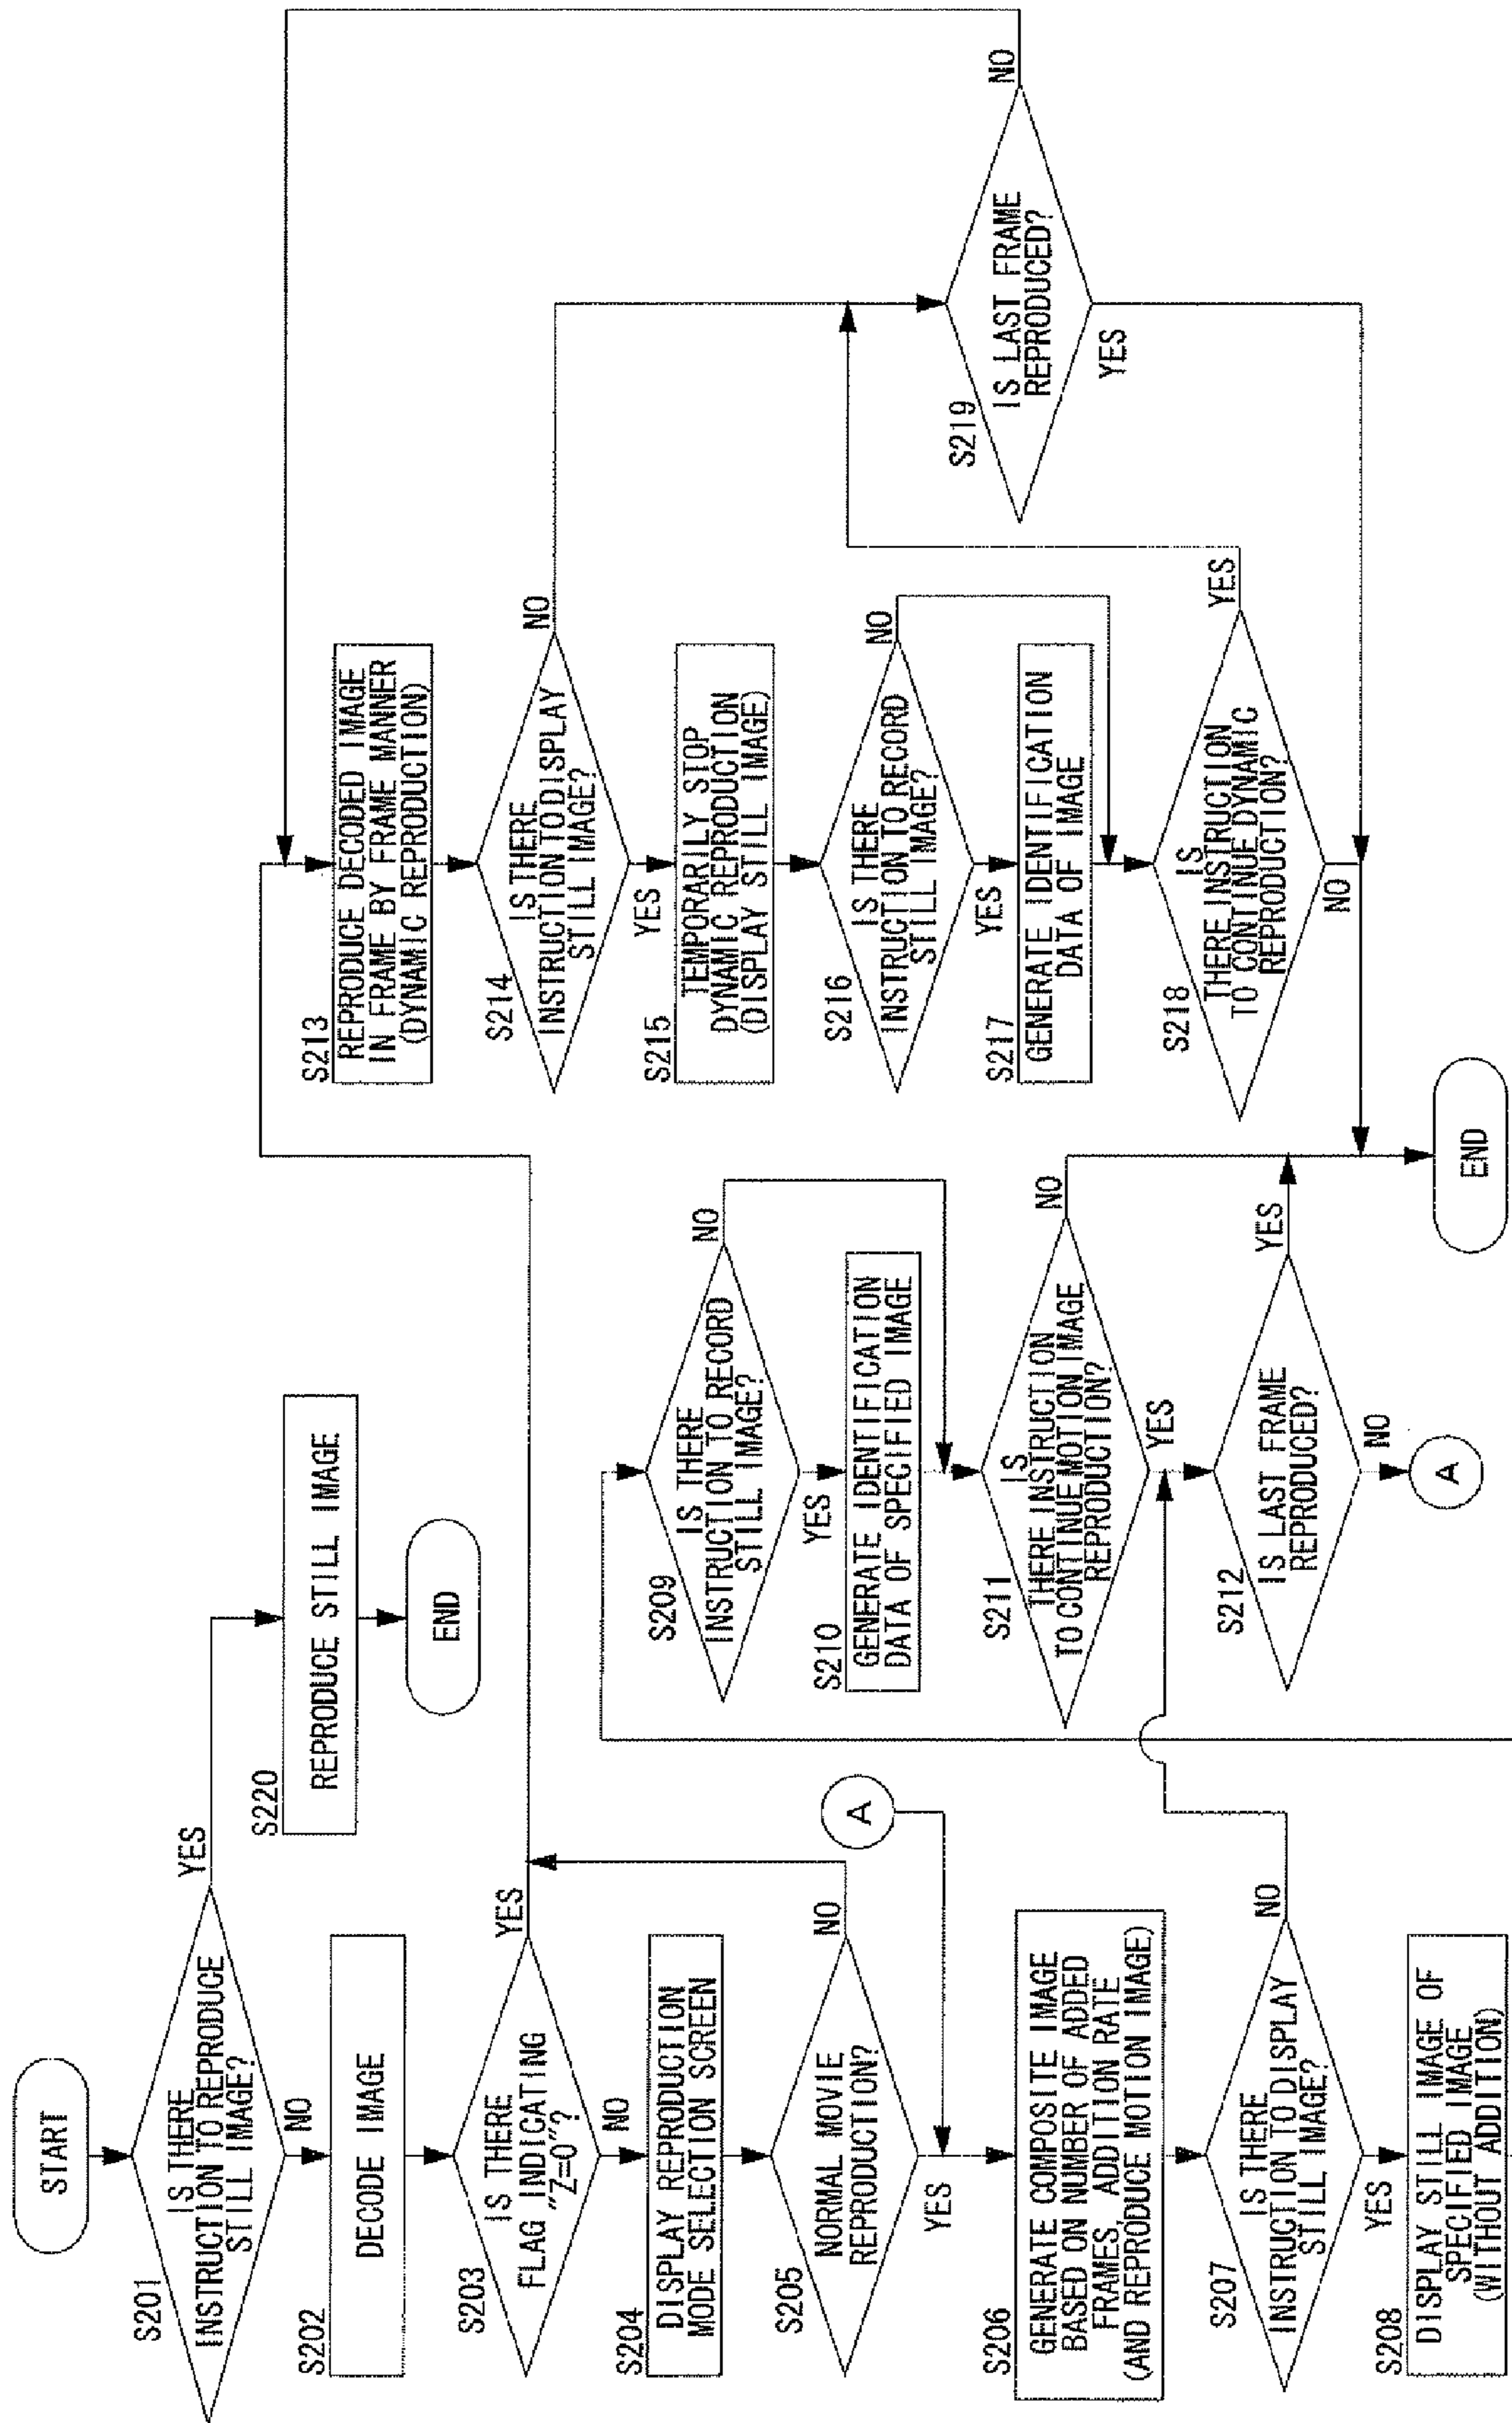 START
S201
IS THERE
INSTRUCTION TO REPRODUCE
STILL IMAGE?
YES
NO
S220
REPRODUCE STILL IMAGE
END
S202
DECODE IMAGE
S203
IS THERE
FLAG INDICATING
"Z=0"?
YES
NO
S204
DISPLAY REPRODUCTION
MODE SELECTION SCREEN
S205
NORMAL MOVIE
REPRODUCTION?
NO
YES
A
S206
GENERATE COMPOSITE IMAGE
BASED ON NUMBER OF ADDED
FRAMES, ADDITION RATE
(AND REPRODUCE MOTION IMAGE)
S207
IS THERE
INSTRUCTION TO DISPLAY
STILL IMAGE?
NO
YES
S208
DISPLAY STILL IMAGE OF
SPECIFIED IMAGE
(WITHOUT ADDITION)
S209
IS THERE
INSTRUCTION TO RECORD
STILL IMAGE?
NO
YES
S210
GENERATE IDENTIFICATION
DATA OF SPECIFIED IMAGE
S211
IS
THERE INSTRUCTION
TO CONTINUE MOTION IMAGE
REPRODUCTION?
NO
YES
S212
IS LAST FRAME
REPRODUCED?
YES
NO
A
S213
REPRODUCE DECODED IMAGE
IN FRAME BY FRAME MANNER
(DYNAMIC REPRODUCTION)
S214
IS THERE
INSTRUCTION TO DISPLAY
STILL IMAGE?
NO
YES
S215
TEMPORARILY STOP
DYNAMIC REPRODUCTION
(DISPLAY STILL IMAGE)
S216
IS THERE
INSTRUCTION TO RECORD
STILL IMAGE?
NO
YES
S217
GENERATE IDENTIFICATION
DATA OF IMAGE
S218
IS
THERE INSTRUCTION
TO CONTINUE DYNAMIC
REPRODUCTION?
YES
NO
S219
IS LAST FRAME
REPRODUCED?
NO
YES
END